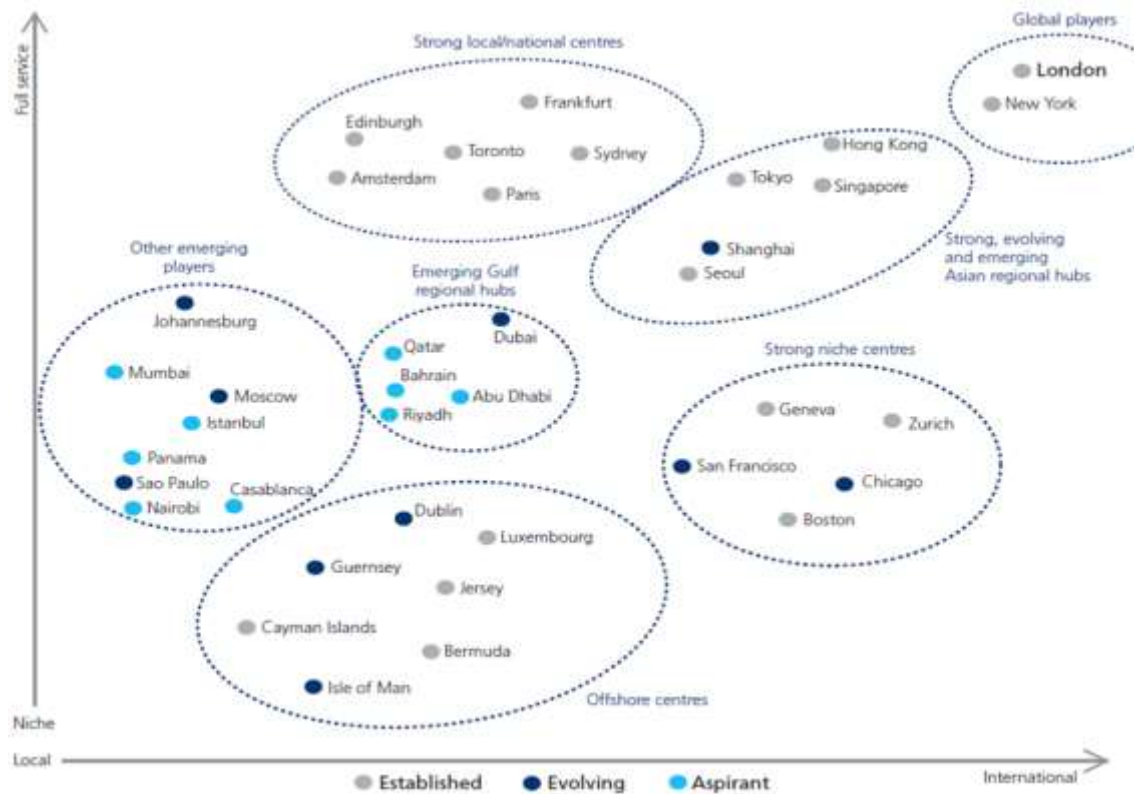 Full service
Strong local/national centres
Global players
London
New York
Frankfurt
Edinburgh
Toronto
Sydney
Amsterdam
Paris
Hong Kong
Tokyo
Singapore
Shanghai
Seoul
Strong, evolving
and emerging
Asian regional hubs
Other emerging
players
Johannesburg
Mumbai
Moscow
Istanbul
Panama
Sao Paulo
Casablanca
Nairobi
Emerging Gulf
regional hubs
Dubai
Qatar
Bahrain
Abu Dhabi
Riyadh
Strong niche centres
Geneva
Zurich
San Francisco
Chicago
Boston
Dublin
Luxembourg
Guernsey
Jersey
Cayman Islands
Bermuda
Isle of Man
Offshore centres
Niche
Local
International
Established
Evolving
Aspirant